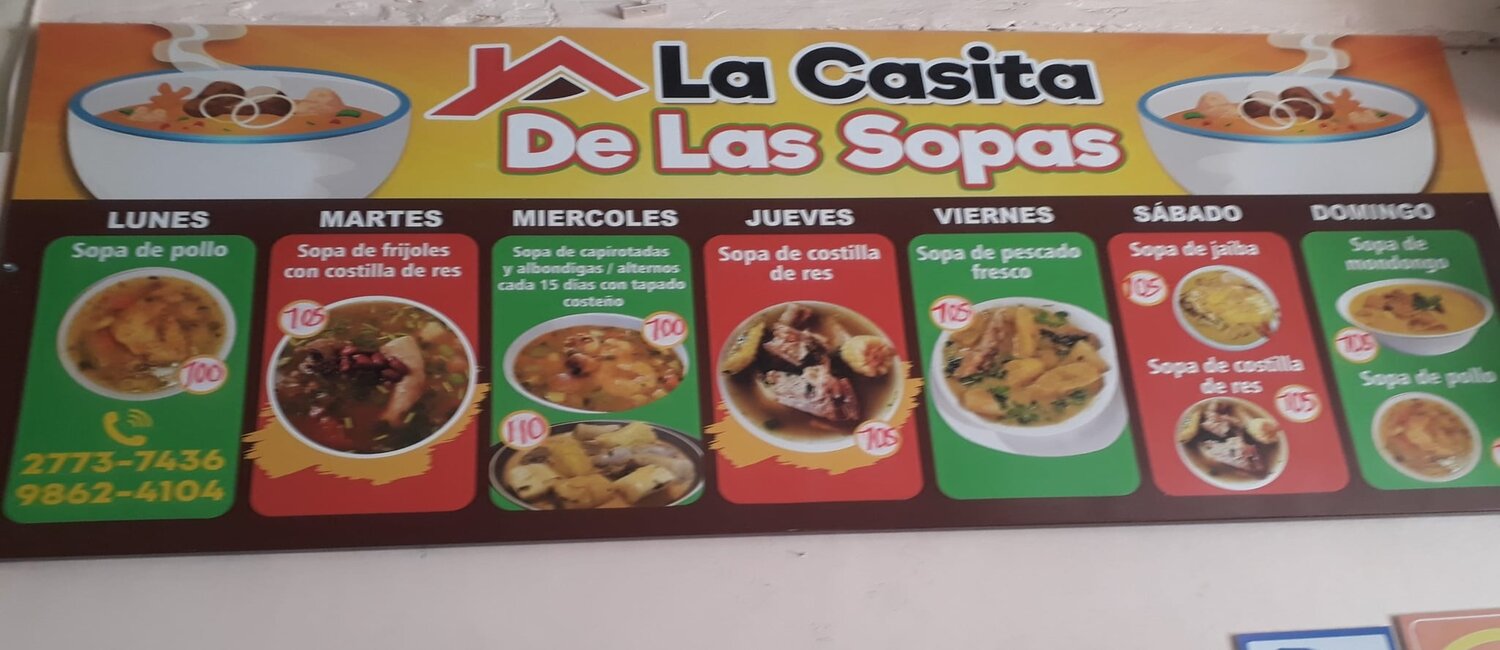 La Casita
De Las Sopas
LUNES
Sopa de pollo
100
2773-7436
9862-4104
MARTES
Sopa de frijoles
con costilla de res
105
MIERCOLES
Sopa de capirotadas
y albondigas / alternos
cada 15 dias con tapado
costeño
100
110
JUEVES
Sopa de costilla
de res
105
VIERNES
Sopa de pescado
fresco
105
SÁBADO
Sopa de jaiba
105
Sopa de costilla
de res
105
DOMINGO
Sopa de
mondongo
105
Sopa de pollo